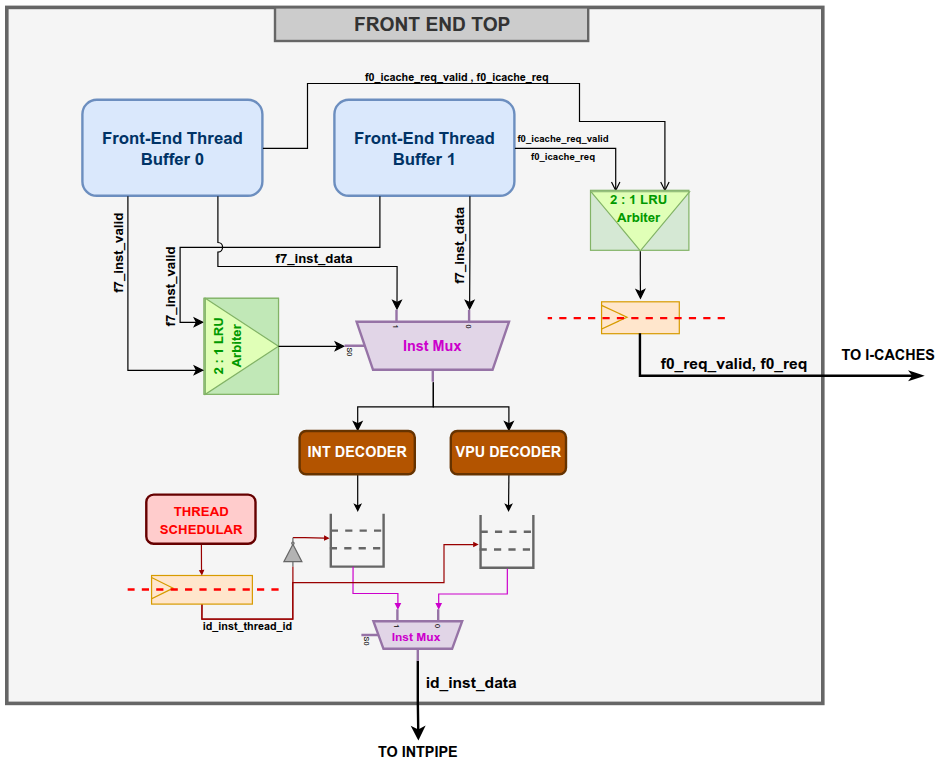 FRONT END TOP
f0_icache_req_valid , f0_icache_req
Front-End Thread
Buffer 0
Front-End Thread
Buffer 1
f0_icache_req_valid
f0_icache_req
2 : 1 LRU
Arbiter
f7_inst_valid
f7_inst_valid
f7_inst_data
f7_inst_data
2 : 1 LRU
Arbiter
1
0
S0
Inst Mux
TO I-CACHES
f0_req_valid, f0_req
INT DECODER
VPU DECODER
THREAD
SCHEDULAR
id_inst_thread_id
1
0
S0
Inst Mux
id_inst_data
TO INTPIPE